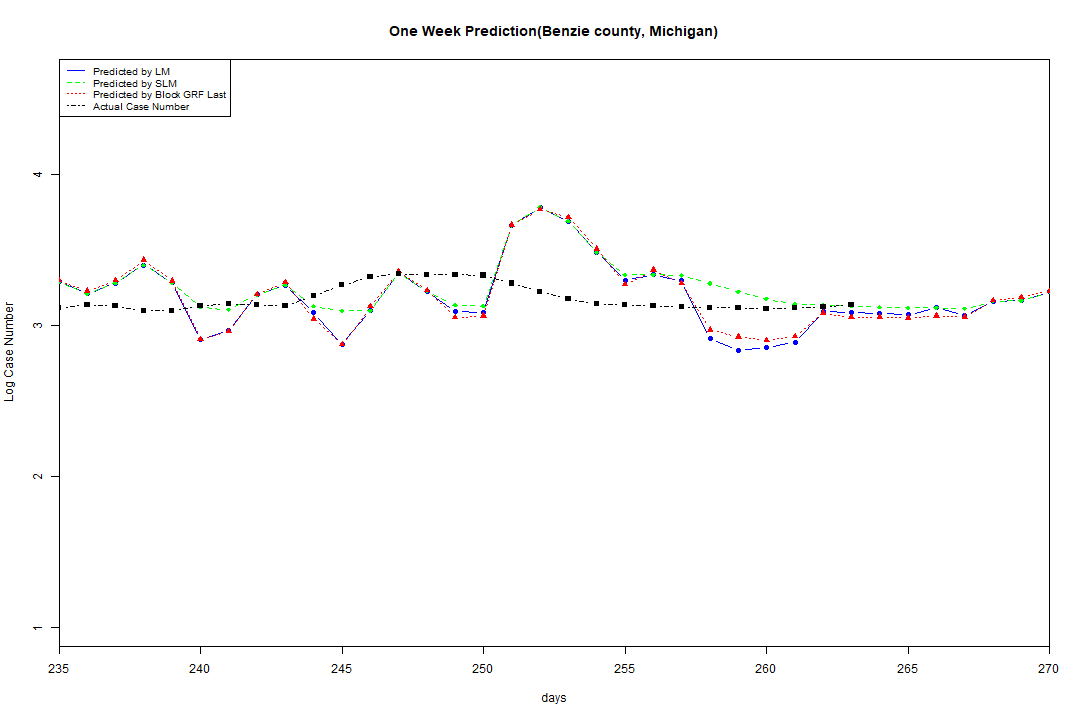 One Week Prediction(Benzie county, Michigan)
Predicted by LM
Predicted by SLM
Predicted by Block GRF Last
Actual Case Number
4
3
2
1
Log Case Number
235 240 245 250 255 260 265 270
days